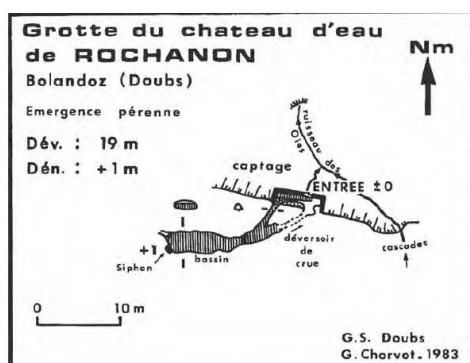 Grotte du chateau d'eau
de ROCHANON
Nm
Bolandoz (Doubs)
Emergence pérenne
Dév. : 19 m
Dén. : +1 m
ruisseau des
Oies
captage
ENTREE ±0
+1
Siphon
bassin
déversoir
de
crue
cascades
0 10 m
G.S. Doubs
G. Chorvot-1983